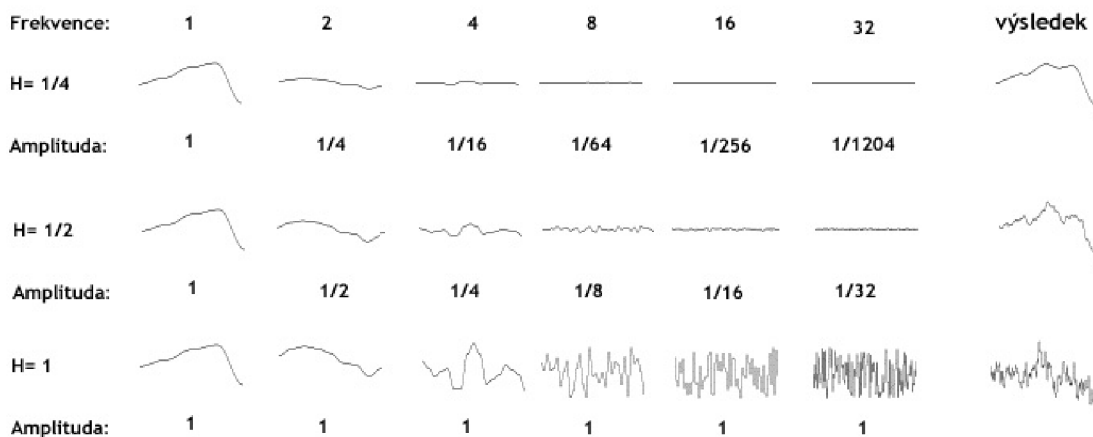 Frekvence: 1 2 4 8 16 32 výsledek
H= 1/4
Amplituda: 1 1/4 1/16 1/64 1/256 1/1204
H= 1/2
Amplituda: 1 1/2 1/4 1/8 1/16 1/32
H= 1
Amplituda: 1 1 1 1 1 1